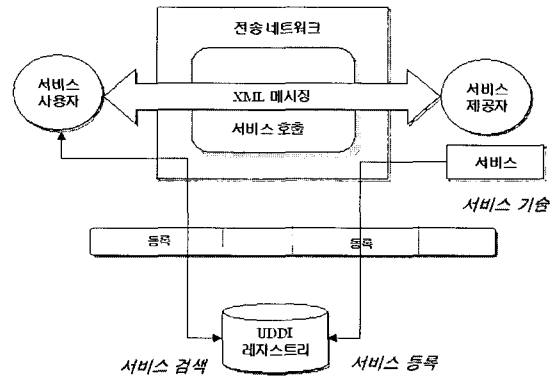 전송 네트워크
서비스
사용자
XML 메시징
서비스 호출
서비스
제공자
서비스
서비스 기술
등록
등록
UDDI
레지스트리
서비스 검색
서비스 등록